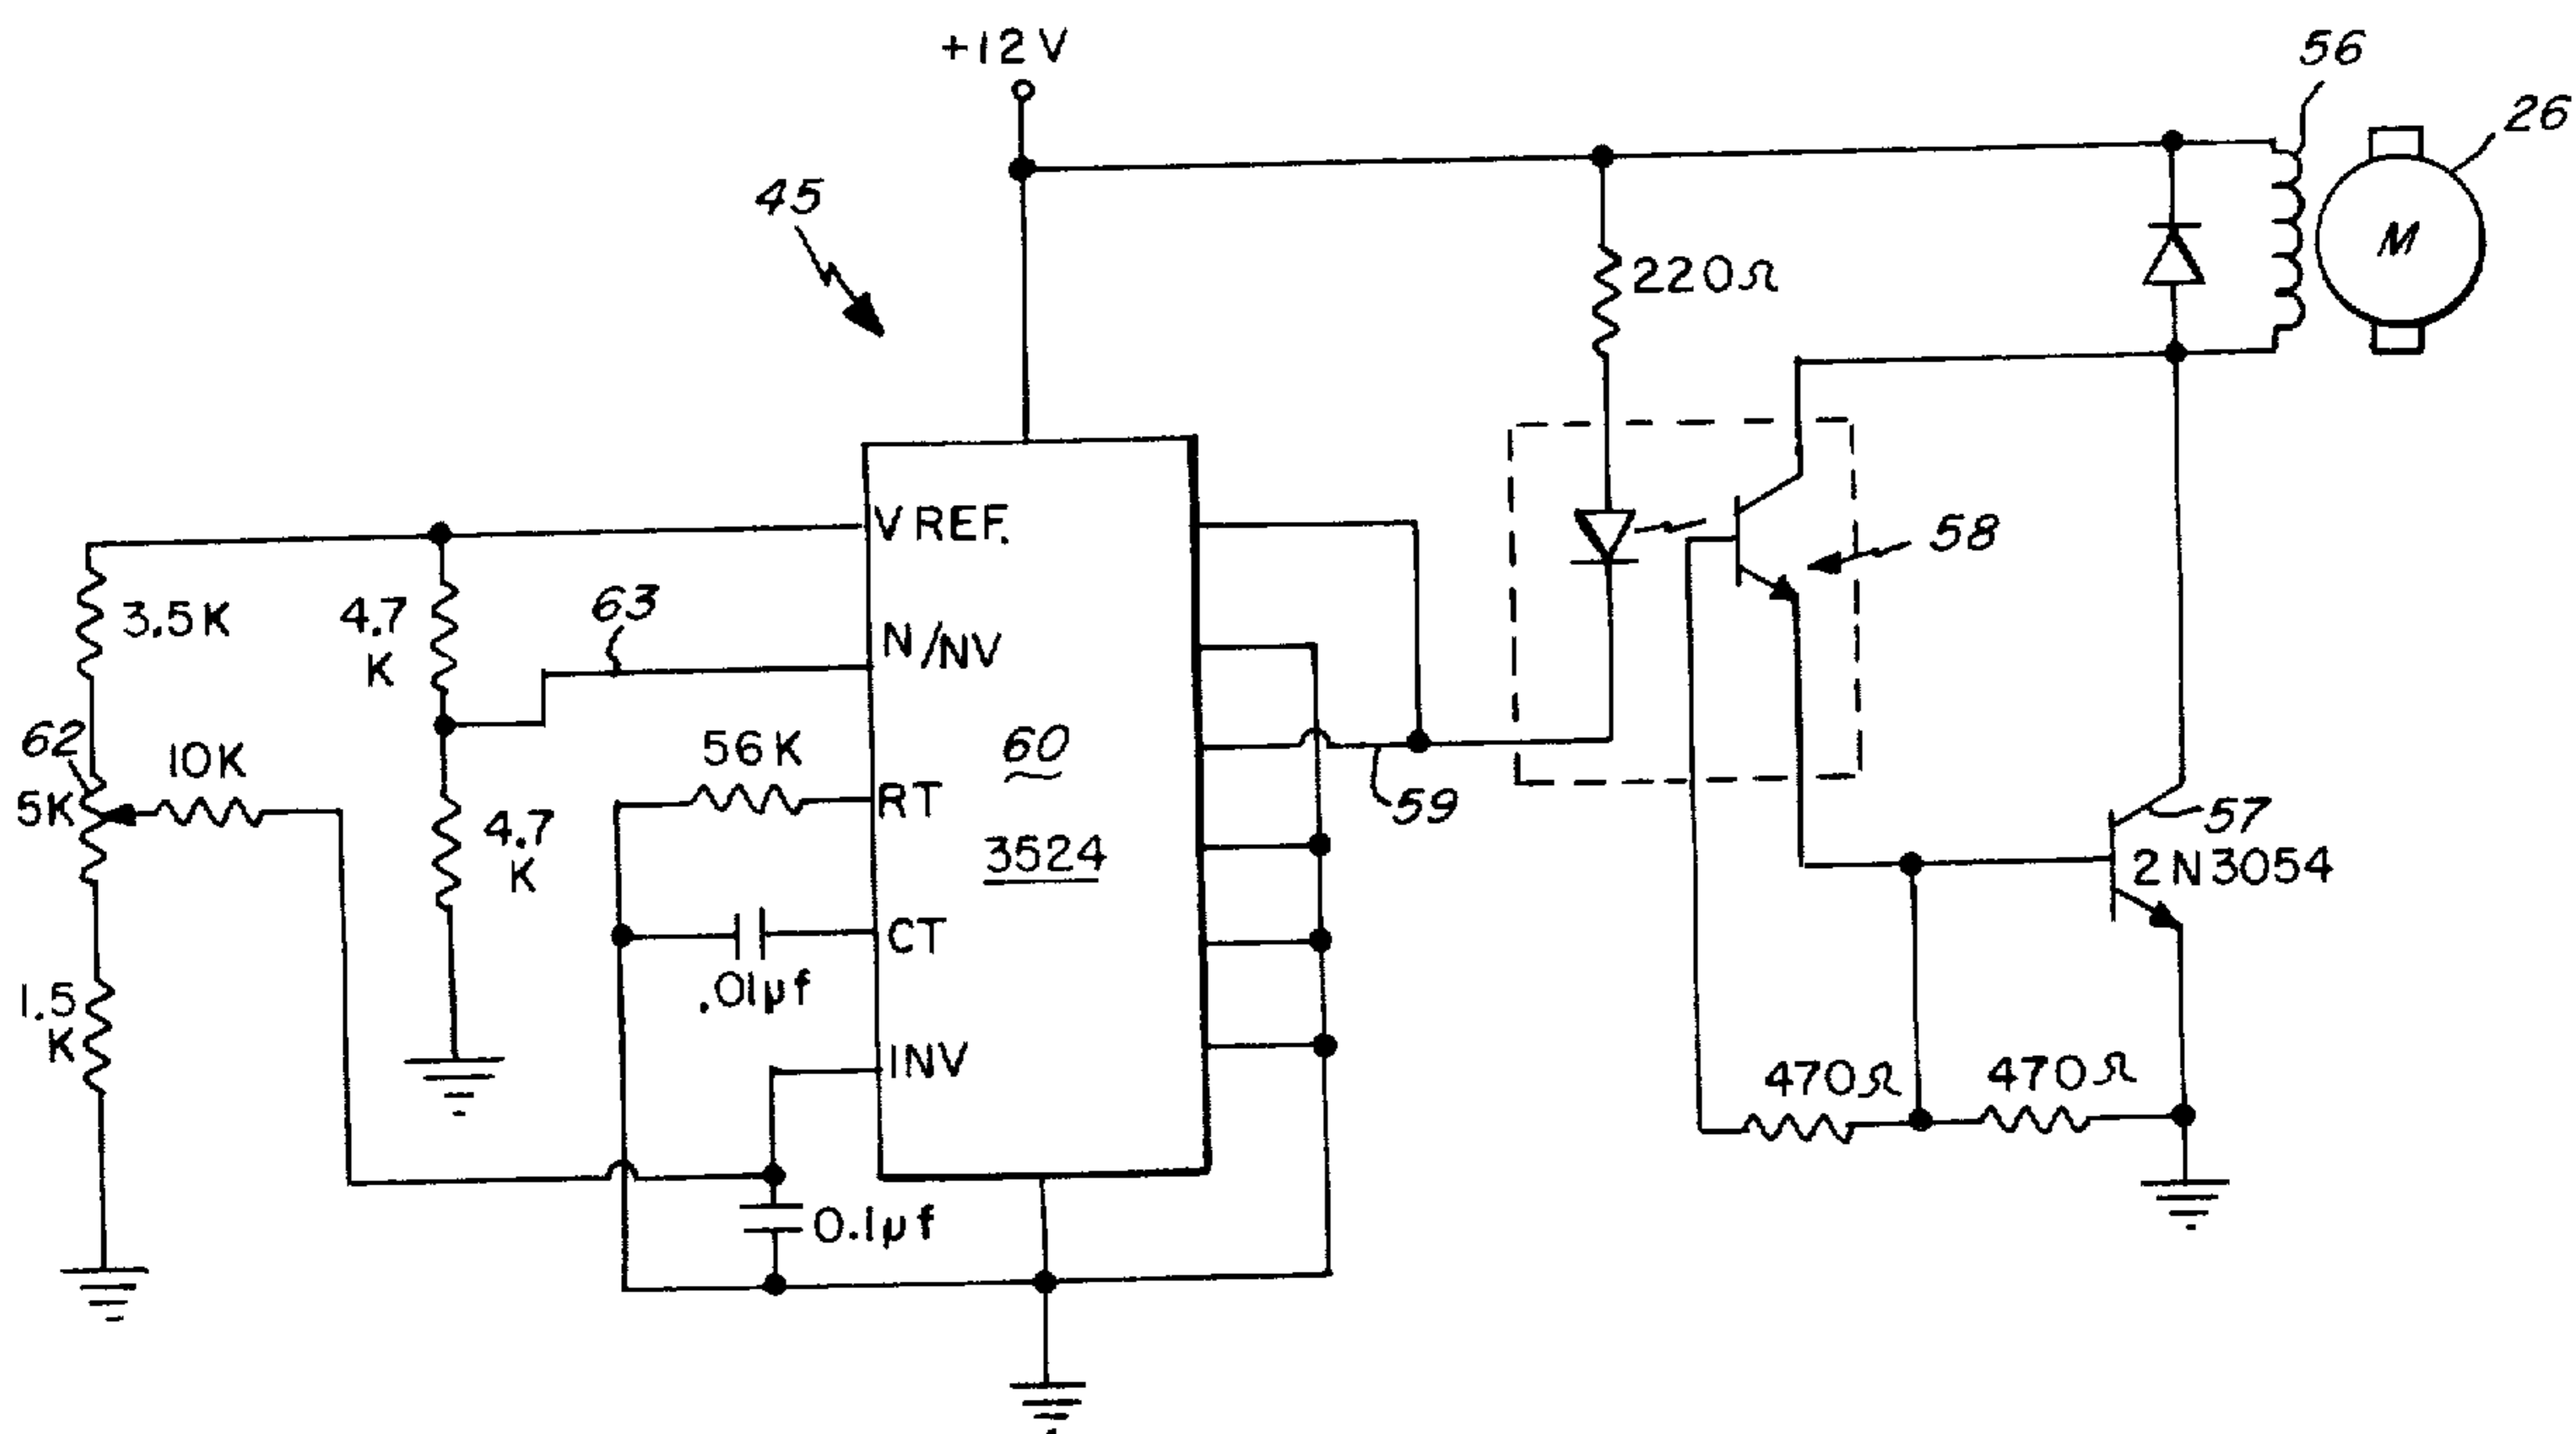 +12V
56
26
45
M
220Ω
58
V REF.
3.5K
4.7
K
63
N/NV
62
10K
5K
56K
RT
60
3524
59
57
2N3054
4.7
K
CT
.01µf
1.5
K
INV
470Ω
470Ω
0.1µf